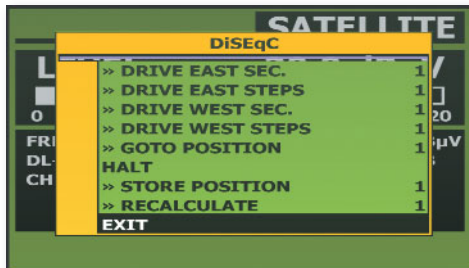 SATELLITE
DiSEqC
» DRIVE EAST SEC. 1
» DRIVE EAST STEPS 1
» DRIVE WEST SEC. 1
» DRIVE WEST STEPS 1
» GOTO POSITION 1
HALT
» STORE POSITION 1
» RECALCULATE 1
EXIT
0
20
FR
µV
DL-
CH